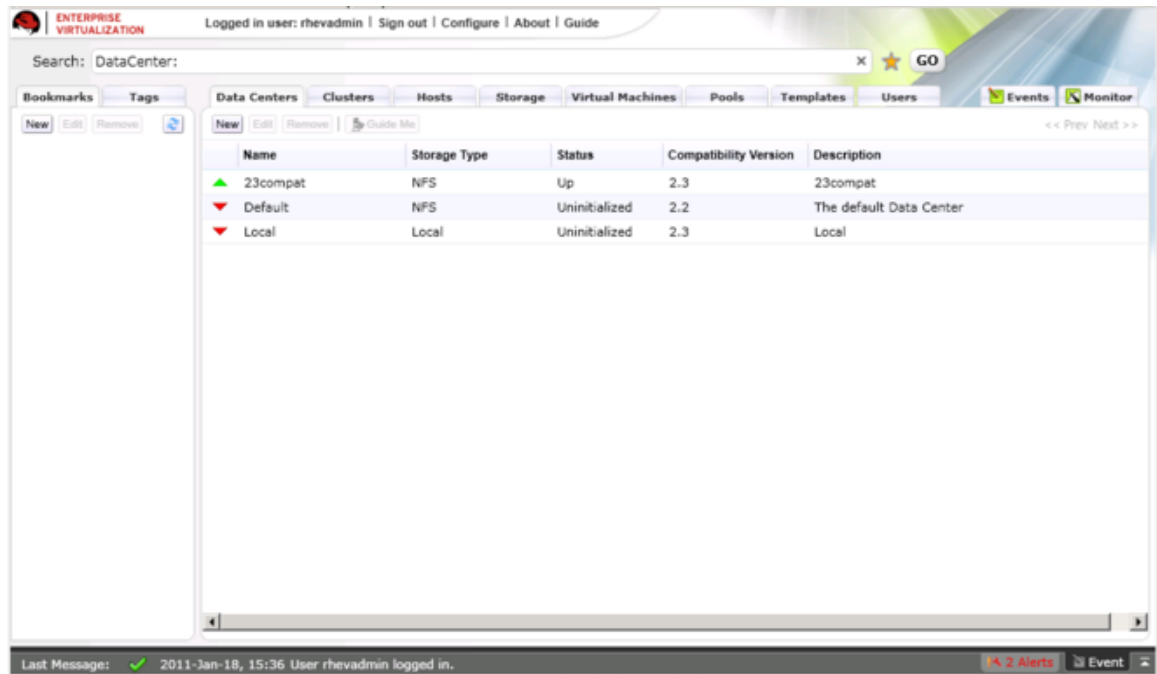 ENTERPRISE
VIRTUALIZATION
Logged in user: rhevadmin | Sign out | Configure | About | Guide
Search: DataCenter: × GO
Bookmarks Tags
Data Centers Clusters Hosts Storage Virtual Machines Pools Templates Users Events Monitor
New Edit Remove
New Edit Remove | Guide Me << Prev Next >>
Name Storage Type Status Compatibility Version Description
23compat NFS Up 2.3 23compat
Default NFS Uninitialized 2.2 The default Data Center
Local Local Uninitialized 2.3 Local
Last Message: 2011-Jan-18, 15:36 User rhevadmin logged in. 2 Alerts Event